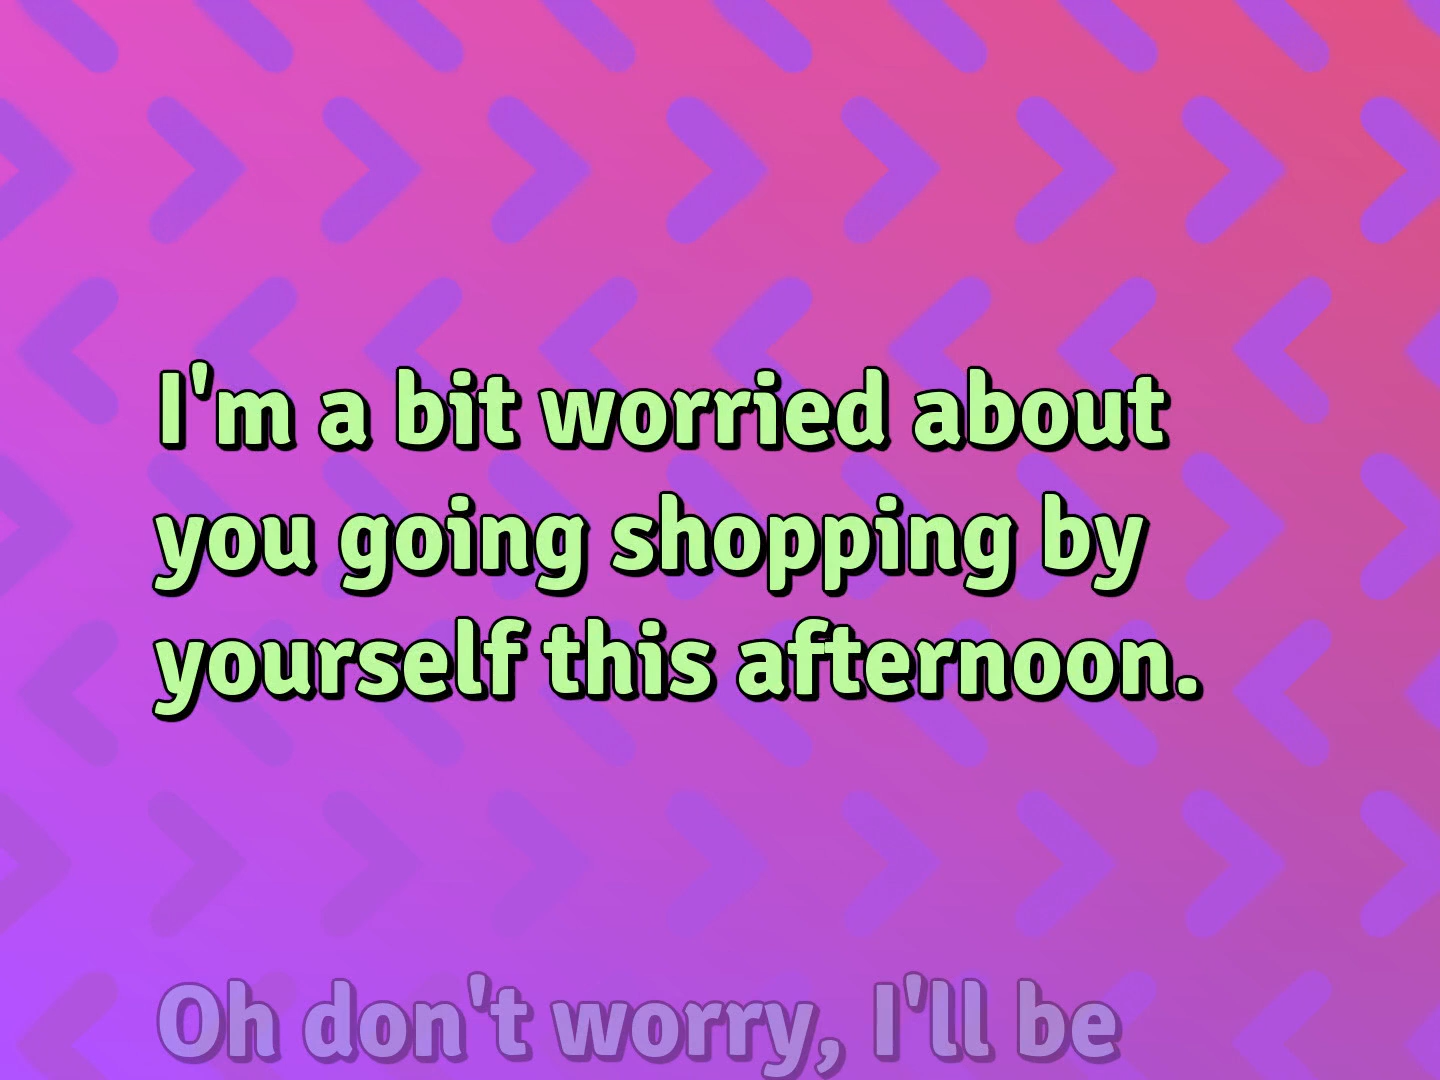 I'm a bit worried about
you going shopping by
yourself this afternoon.
Oh don't worry, I'll be